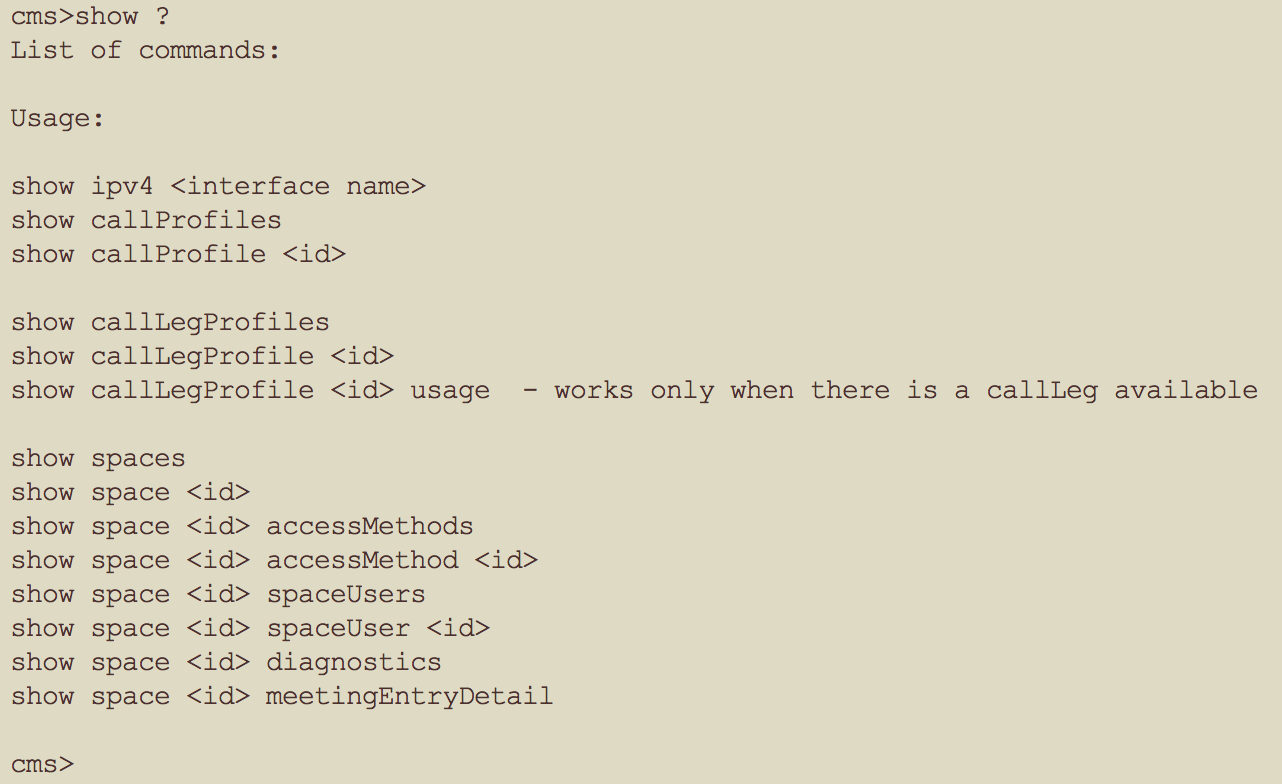 cms>show ?
List of commands:
Usage:
show ipv4 <interface name>
show callProfiles
show callProfile <id>
show callLegProfiles
show callLegProfile <id>
show callLegProfile <id> usage  - works only when there is a callLeg available
show spaces
show space <id>
show space <id> accessMethods
show space <id> accessMethod <id>
show space <id> spaceUsers
show space <id> spaceUser <id>
show space <id> diagnostics
show space <id> meetingEntryDetail
cms>